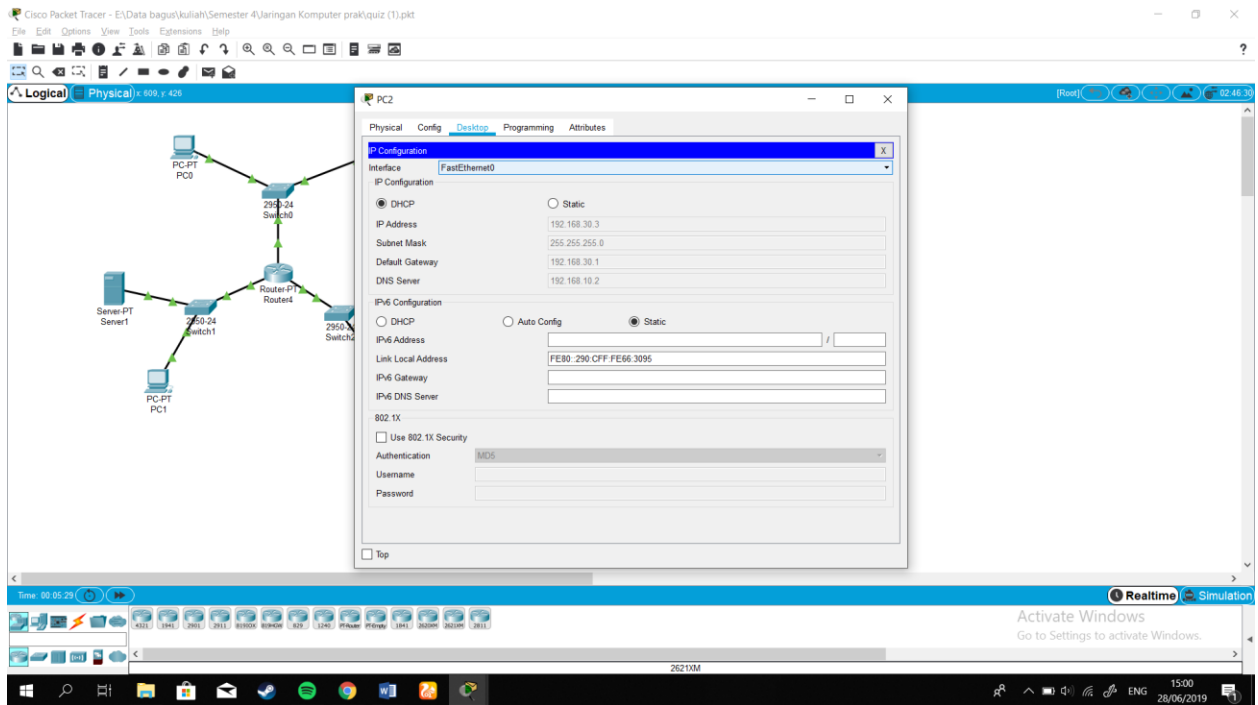 Cisco Packet Tracer - E:\Data bagus\kuliah\Semester 4\Jaringan Komputer prak\quiz (1).pkt
File Edit Options View Tools Extensions Help
?
Logical Physical x: 609, y: 426
[Root] 02:46:30
PC-PT
PC0
2950-24
Switch0
Router-PT
Router4
Server-PT
Server1
2950-24
Switch1
2950-2
Switch2
PC-PT
PC1
PC2
Physical Config Desktop Programming Attributes
IP Configuration X
Interface FastEthernet0
IP Configuration
DHCP Static
IP Address 192.168.30.3
Subnet Mask 255.255.255.0
Default Gateway 192.168.30.1
DNS Server 192.168.10.2
IPv6 Configuration
DHCP Auto Config Static
IPv6 Address /
Link Local Address FE80::290:CFF:FE66:3095
IPv6 Gateway
IPv6 DNS Server
802.1X
Use 802.1X Security
Authentication MD5
Username
Password
Top
Time: 00:05:29 Realtime Simulation
4321 1941 2901 2911 819IOX 819HGW 829 1240 PT-Router PT-Empty 1841 2620XM 2621XM 2811
2621XM
Activate Windows
Go to Settings to activate Windows.
ENG
15:00
28/06/2019